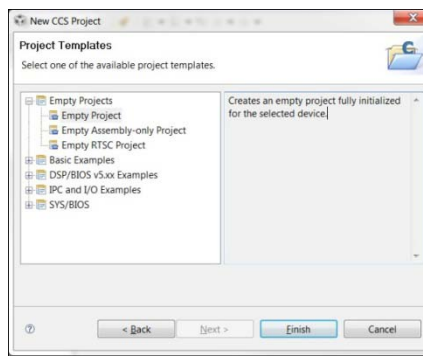 New CCS Project
Project Templates
Select one of the available project templates.
Empty Projects
Empty Project
Empty Assembly-only Project
Empty RTSC Project
Basic Examples
DSP/BIOS v5.xx Examples
IPC and I/O Examples
SYS/BIOS
Creates an empty project fully initialized
for the selected device.
< Back
Next >
Finish
Cancel